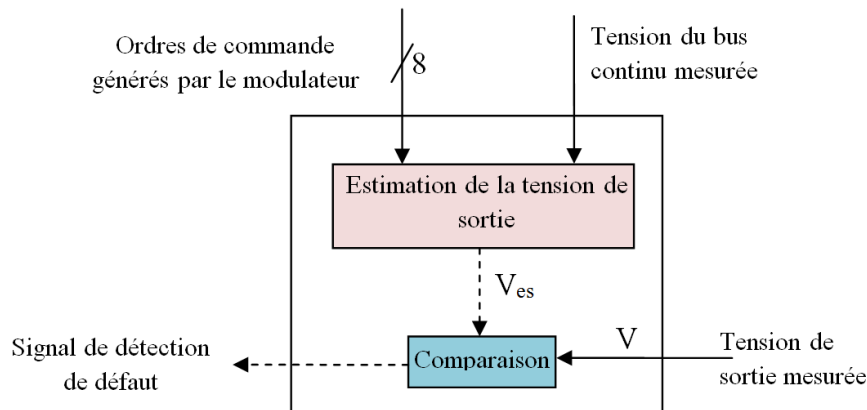 Ordres de commande
générés par le modulateur
8
Tension du bus
continu mesurée
Estimation de la tension de
sortie
Ves
Signal de détection
de défaut
Comparaison
V
Tension de
sortie mesurée